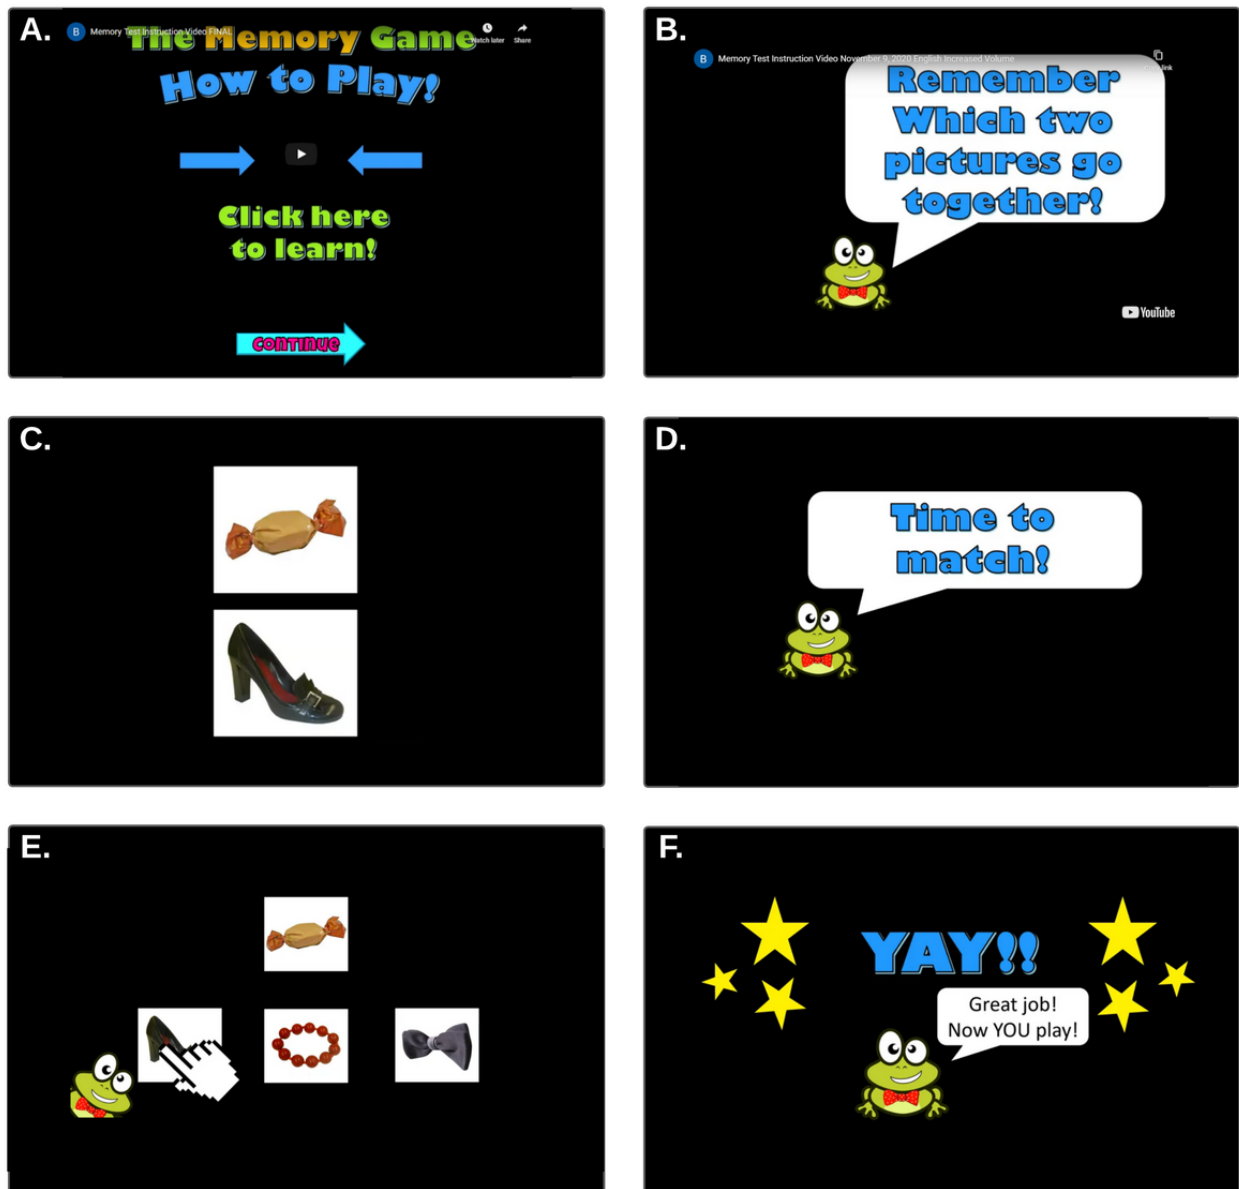 A.
B Memory Test Instruction Video FINAL
Watch later Share
The Memory Game
How to Play!
Click here
to learn!
CONTINUE
B.
B Memory Test Instruction Video November 9, 2020 English Increased Volume
link
Remember
Which two
pictures go
together!
YouTube
C.
D.
Time to
match!
E.
F.
YAY!!
Great job!
Now YOU play!